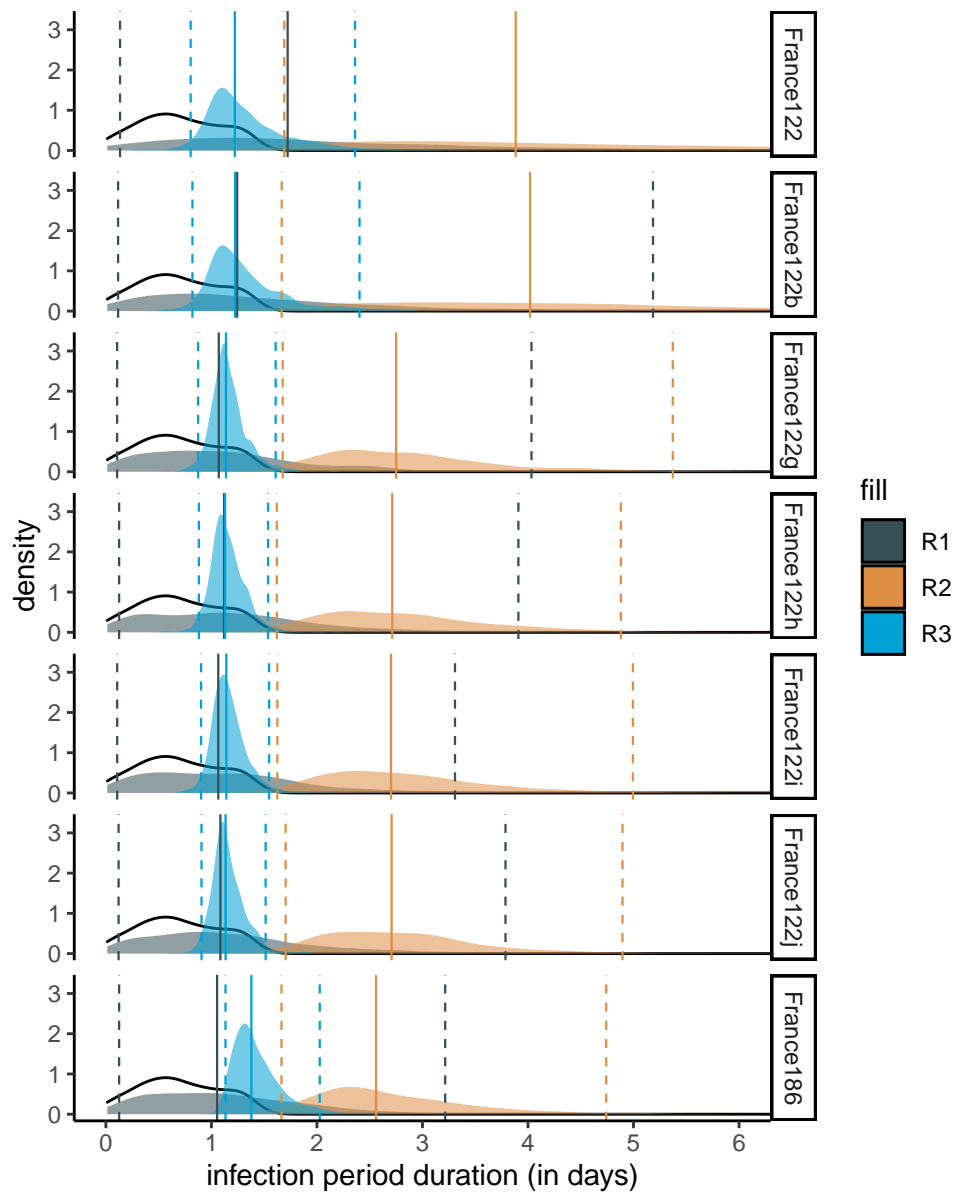 3
2
1
0
France122
3
2
1
0
France122b
3
2
1
0
France122g
3
2
1
0
France122h
3
2
1
0
France122i
3
2
1
0
France122j
3
2
1
0
France186
density
0 1 2 3 4 5 6
infection period duration (in days)
fill
R1
R2
R3